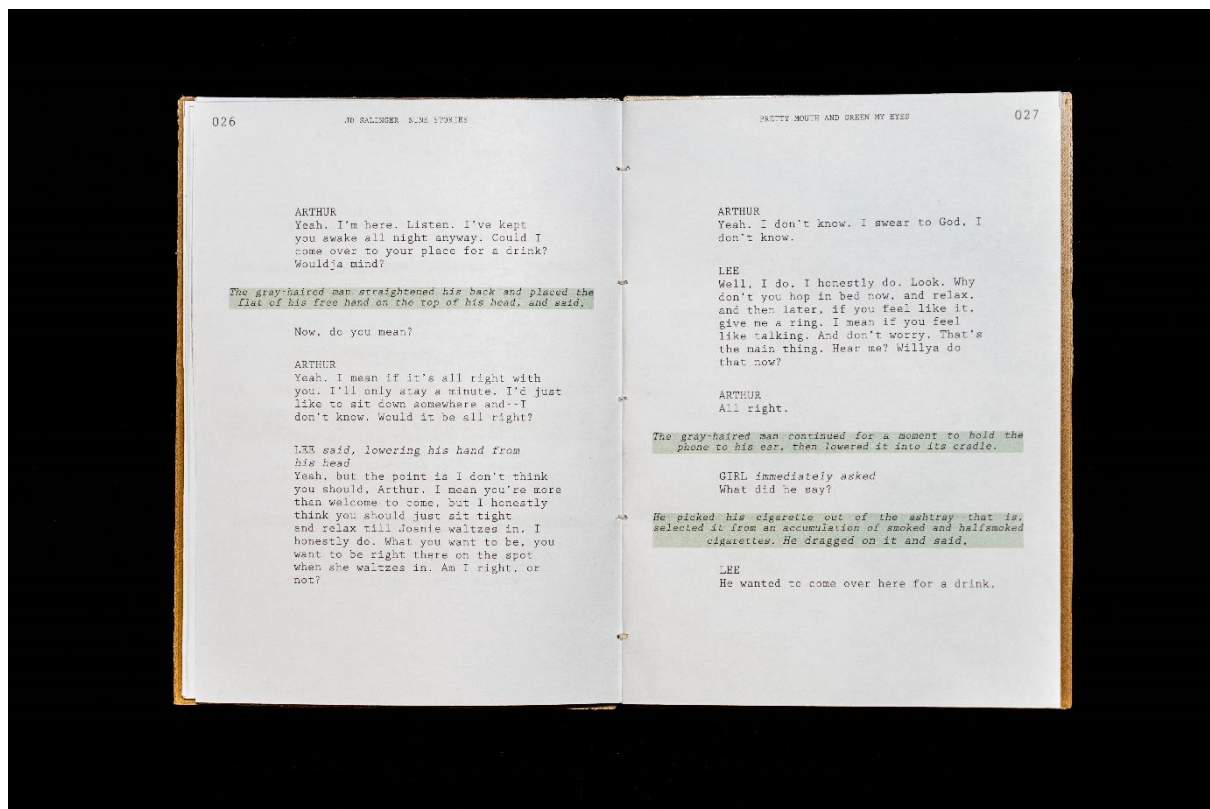 026
JD SALINGER NINE STORIES
ARTHUR
Yeah. I'm here. Listen. I've kept
you awake all night anyway. Could I
come over to your place for a drink?
Wouldja mind?
The gray-haired man straightened his back and placed the
flat of his free hand on the top of his head, and said,
Now, do you mean?
ARTHUR
Yeah. I mean if it's all right with
you. I'll only stay a minute. I'd just
like to sit down somewhere and--I
don't know. Would it be all right?
LEE said, lowering his hand from
his head
Yeah, but the point is I don't think
you should, Arthur. I mean you're more
than welcome to come, but I honestly
think you should just sit tight
and relax till Joanie waltzes in. I
honestly do. What you want to be, you
want to be right there on the spot
when she waltzes in. Am I right, or
not?
PRETTY MOUTH AND GREEN MY EYES
027
ARTHUR
Yeah. I don't know. I swear to God, I
don't know.
LEE
Well, I do, I honestly do. Look. Why
don't you hop in bed now, and relax,
and then later, if you feel like it,
give me a ring. I mean if you feel
like talking. And don't worry. That's
the main thing. Hear me? Willya do
that now?
ARTHUR
All right.
The gray-haired man continued for a moment to hold the
phone to his ear, then lowered it into its cradle.
GIRL immediately asked
What did he say?
He picked his cigarette out of the ashtray that is,
selected it from an accumulation of smoked and halfsmoked
cigarettes. He dragged on it and said,
LEE
He wanted to come over here for a drink.